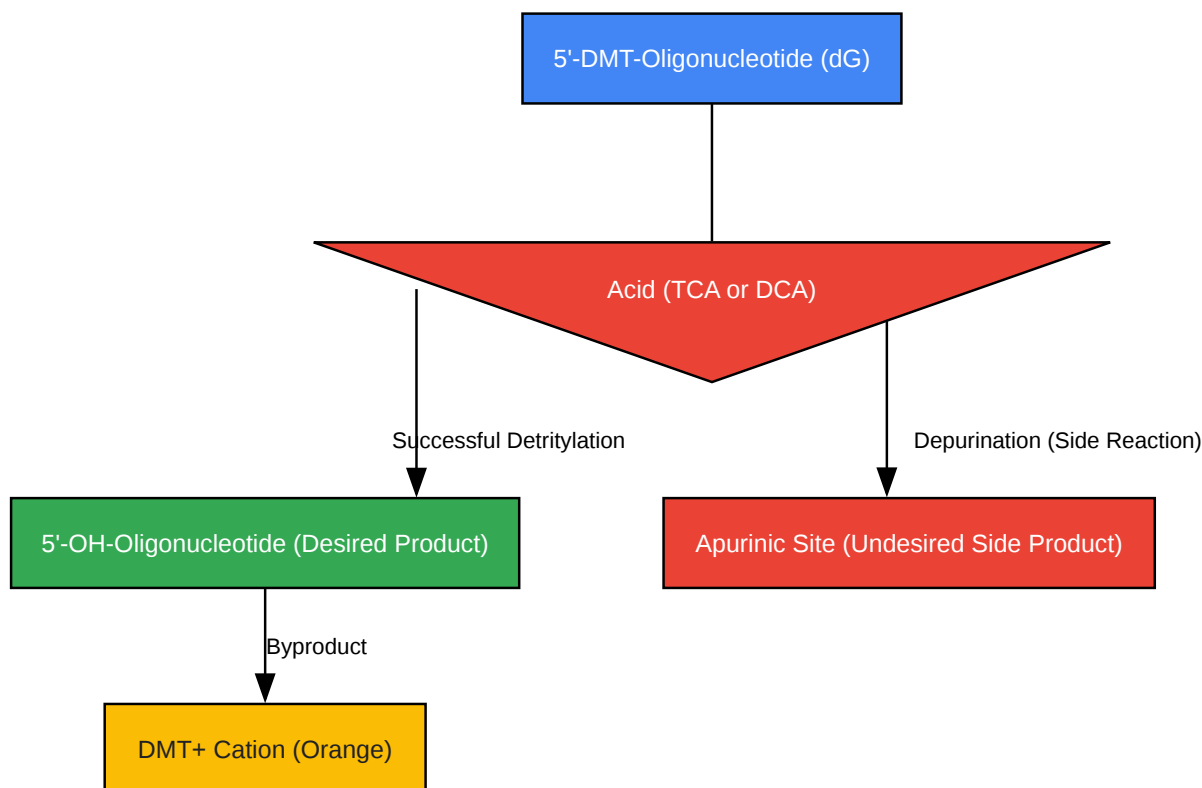 5'-DMT-Oligonucleotide (dG)
Acid (TCA or DCA)
Successful Detritylation
Depurination (Side Reaction)
5'-OH-Oligonucleotide (Desired Product)
Apurinic Site (Undesired Side Product)
Byproduct
DMT+ Cation (Orange)